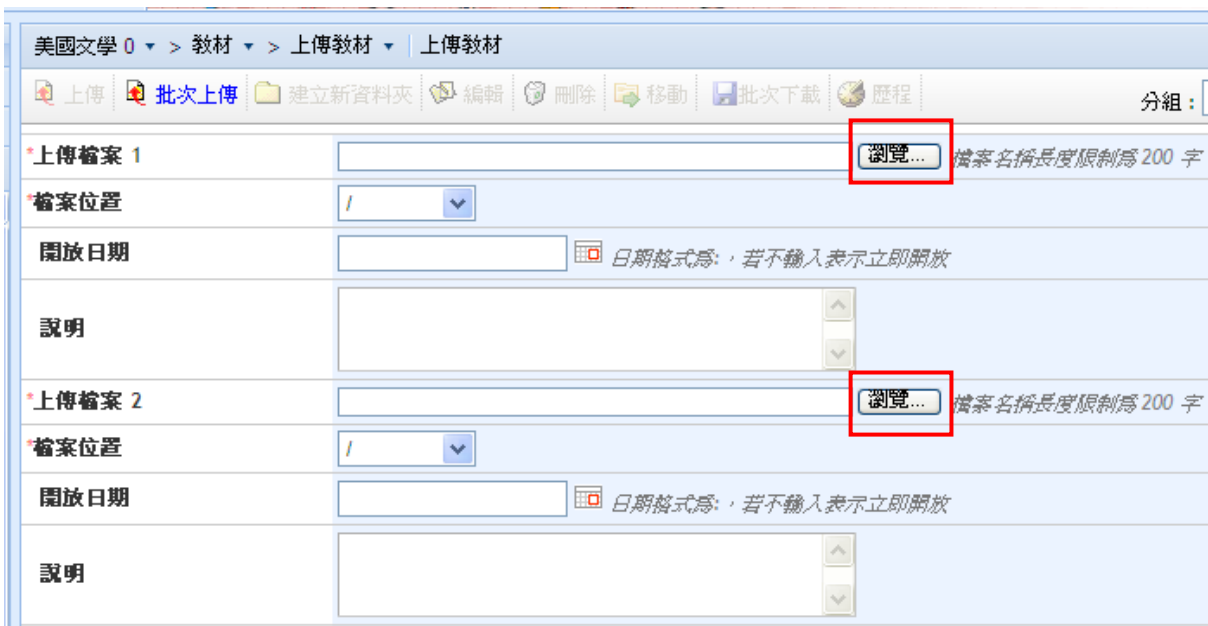 美國文學 0 > 教材 > 上傳教材 | 上傳教材
上傳 批次上傳 建立新資料夾 編輯 刪除 移動 批次下載 歷程 分組：
*上傳檔案 1 瀏覽... 檔案名稱長度限制為 200 字
*檔案位置 /
開放日期 日期格式為:，若不輸入表示立即開放
說明
*上傳檔案 2 瀏覽... 檔案名稱長度限制為 200 字
*檔案位置 /
開放日期 日期格式為:，若不輸入表示立即開放
說明